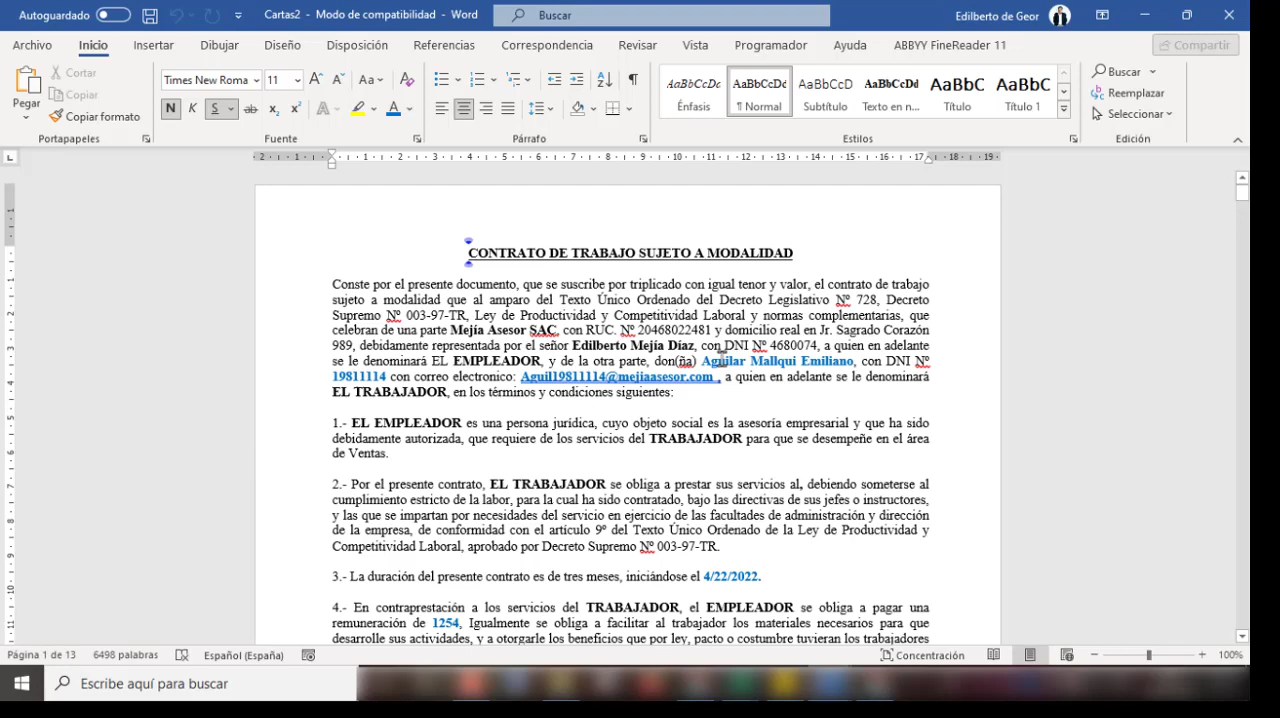 Autoguardado
Cartas2 - Modo de compatibilidad - Word
Buscar
Edilberto de Geor
Archivo Inicio Insertar Dibujar Diseño Disposición Referencias Correspondencia Revisar Vista Programador Ayuda ABBYY FineReader 11
Compartir
Pegar
Cortar
Copiar
Copiar formato
Portapapeles
Times New Roma 11
N K S ab x₂ x²
Fuente
Párrafo
AaBbCcDc AaBbCcDd AaBbCcD AaBbCcDd AaBbC AaBbC
Énfasis ¶ Normal Subtítulo Texto en n... Título Título 1
Estilos
Buscar
Reemplazar
Seleccionar
Edición
CONTRATO DE TRABAJO SUJETO A MODALIDAD
Conste por el presente documento, que se suscribe por triplicado con igual tenor y valor, el contrato de trabajo
sujeto a modalidad que al amparo del Texto Único Ordenado del Decreto Legislativo Nº 728, Decreto
Supremo Nº 003-97-TR, Ley de Productividad y Competitividad Laboral y normas complementarias, que
celebran de una parte Mejía Asesor SAC, con RUC. Nº 20468022481 y domicilio real en Jr. Sagrado Corazón
989, debidamente representada por el señor Edilberto Mejía Díaz, con DNI Nº 4680074, a quien en adelante
se le denominará EL EMPLEADOR, y de la otra parte, don(ña) Aguilar Mallqui Emiliano, con DNI Nº
19811114 con correo electronico: Aguil19811114@mejiaasesor.com , a quien en adelante se le denominará
EL TRABAJADOR, en los términos y condiciones siguientes:
1.- EL EMPLEADOR es una persona jurídica, cuyo objeto social es la asesoría empresarial y que ha sido
debidamente autorizada, que requiere de los servicios del TRABAJADOR para que se desempeñe en el área
de Ventas.
2.- Por el presente contrato, EL TRABAJADOR se obliga a prestar sus servicios al, debiendo someterse al
cumplimiento estricto de la labor, para la cual ha sido contratado, bajo las directivas de sus jefes o instructores,
y las que se impartan por necesidades del servicio en ejercicio de las facultades de administración y dirección
de la empresa, de conformidad con el artículo 9º del Texto Único Ordenado de la Ley de Productividad y
Competitividad Laboral, aprobado por Decreto Supremo Nº 003-97-TR.
3.- La duración del presente contrato es de tres meses, iniciándose el 4/22/2022.
4.- En contraprestación a los servicios del TRABAJADOR, el EMPLEADOR se obliga a pagar una
remuneración de 1254, Igualmente se obliga a facilitar al trabajador los materiales necesarios para que
desarrolle sus actividades, y a otorgarle los beneficios que por ley, pacto o costumbre tuvieran los trabajadores
Página 1 de 13 6498 palabras Español (España) Concentración 100%
Escribe aquí para buscar